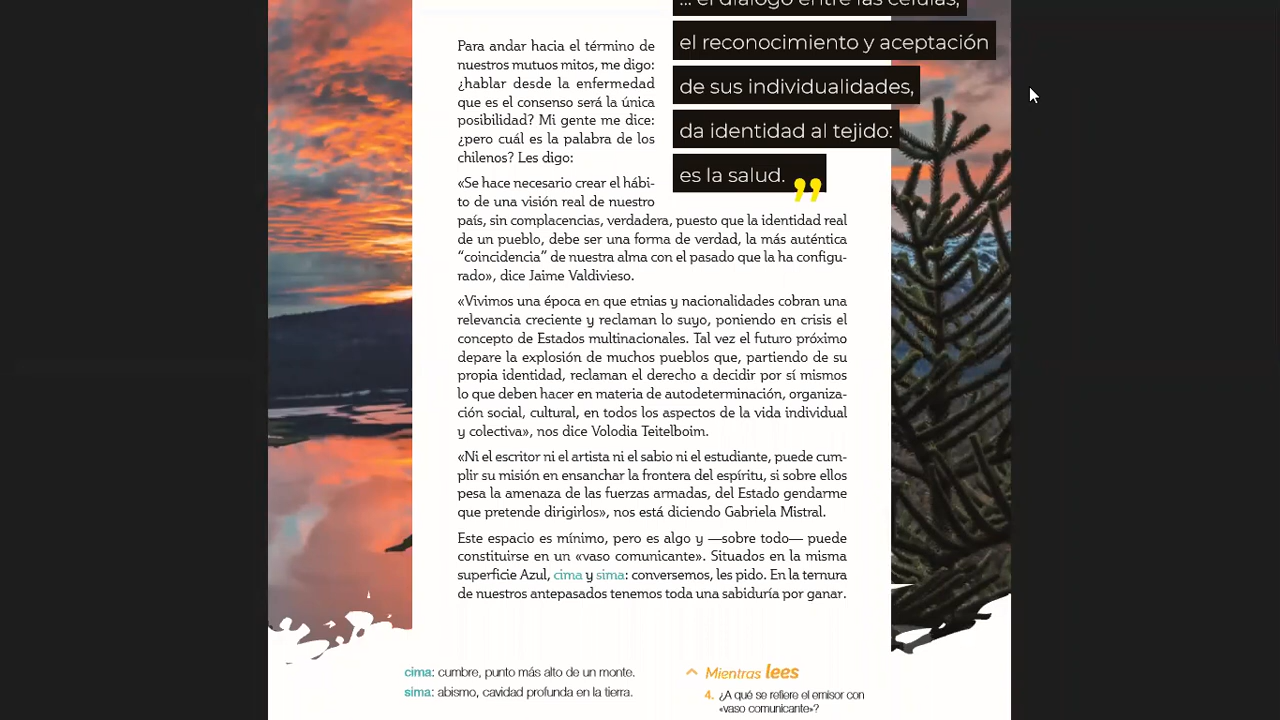 ... el diálogo entre las células,
el reconocimiento y aceptación
de sus individualidades,
da identidad al tejido:
es la salud. ”
Para andar hacia el término de
nuestros mutuos mitos, me digo:
¿hablar desde la enfermedad
que es el consenso será la única
posibilidad? Mi gente me dice:
¿pero cuál es la palabra de los
chilenos? Les digo:
«Se hace necesario crear el hábi-
to de una visión real de nuestro
país, sin complacencias, verdadera, puesto que la identidad real
de un pueblo, debe ser una forma de verdad, la más auténtica
“coincidencia” de nuestra alma con el pasado que la ha configu-
rado», dice Jaime Valdivieso.
«Vivimos una época en que etnias y nacionalidades cobran una
relevancia creciente y reclaman lo suyo, poniendo en crisis el
concepto de Estados multinacionales. Tal vez el futuro próximo
depare la explosión de muchos pueblos que, partiendo de su
propia identidad, reclaman el derecho a decidir por sí mismos
lo que deben hacer en materia de autodeterminación, organiza-
ción social, cultural, en todos los aspectos de la vida individual
y colectiva», nos dice Volodia Teitelboim.
«Ni el escritor ni el artista ni el sabio ni el estudiante, puede cum-
plir su misión en ensanchar la frontera del espíritu, si sobre ellos
pesa la amenaza de las fuerzas armadas, del Estado gendarme
que pretende dirigirlos», nos está diciendo Gabriela Mistral.
Este espacio es mínimo, pero es algo y —sobre todo— puede
constituirse en un «vaso comunicante». Situados en la misma
superficie Azul, cima y sima: conversemos, les pido. En la ternura
de nuestros antepasados tenemos toda una sabiduría por ganar.
cima: cumbre, punto más alto de un monte.
sima: abismo, cavidad profunda en la tierra.
Mientras lees
4. ¿A qué se refiere el emisor con
«vaso comunicante»?